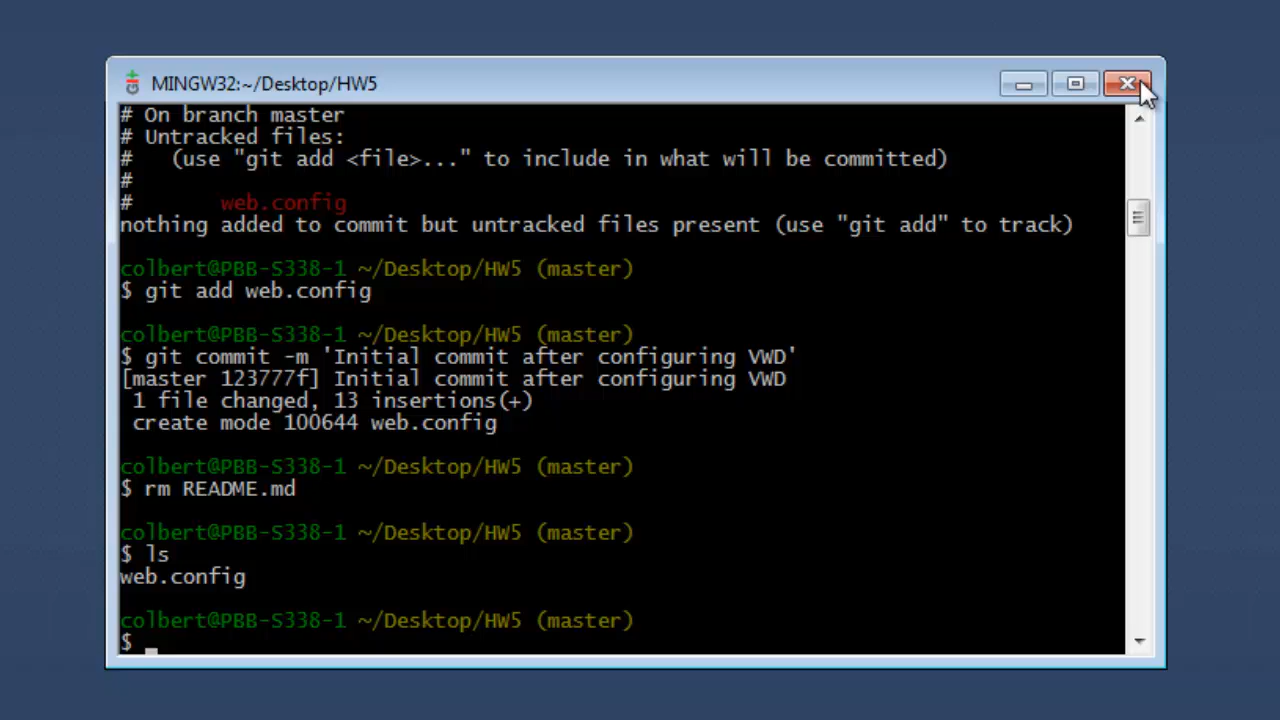 MINGW32:~/Desktop/HW5
# On branch master
# Untracked files:
#   (use "git add <file>..." to include in what will be committed)
#
#       web.config
nothing added to commit but untracked files present (use "git add" to track)
colbert@PBB-S338-1 ~/Desktop/HW5 (master)
$ git add web.config
colbert@PBB-S338-1 ~/Desktop/HW5 (master)
$ git commit -m 'Initial commit after configuring VWD'
[master 123777f] Initial commit after configuring VWD
 1 file changed, 13 insertions(+)
 create mode 100644 web.config
colbert@PBB-S338-1 ~/Desktop/HW5 (master)
$ rm README.md
colbert@PBB-S338-1 ~/Desktop/HW5 (master)
$ ls
web.config
colbert@PBB-S338-1 ~/Desktop/HW5 (master)
$